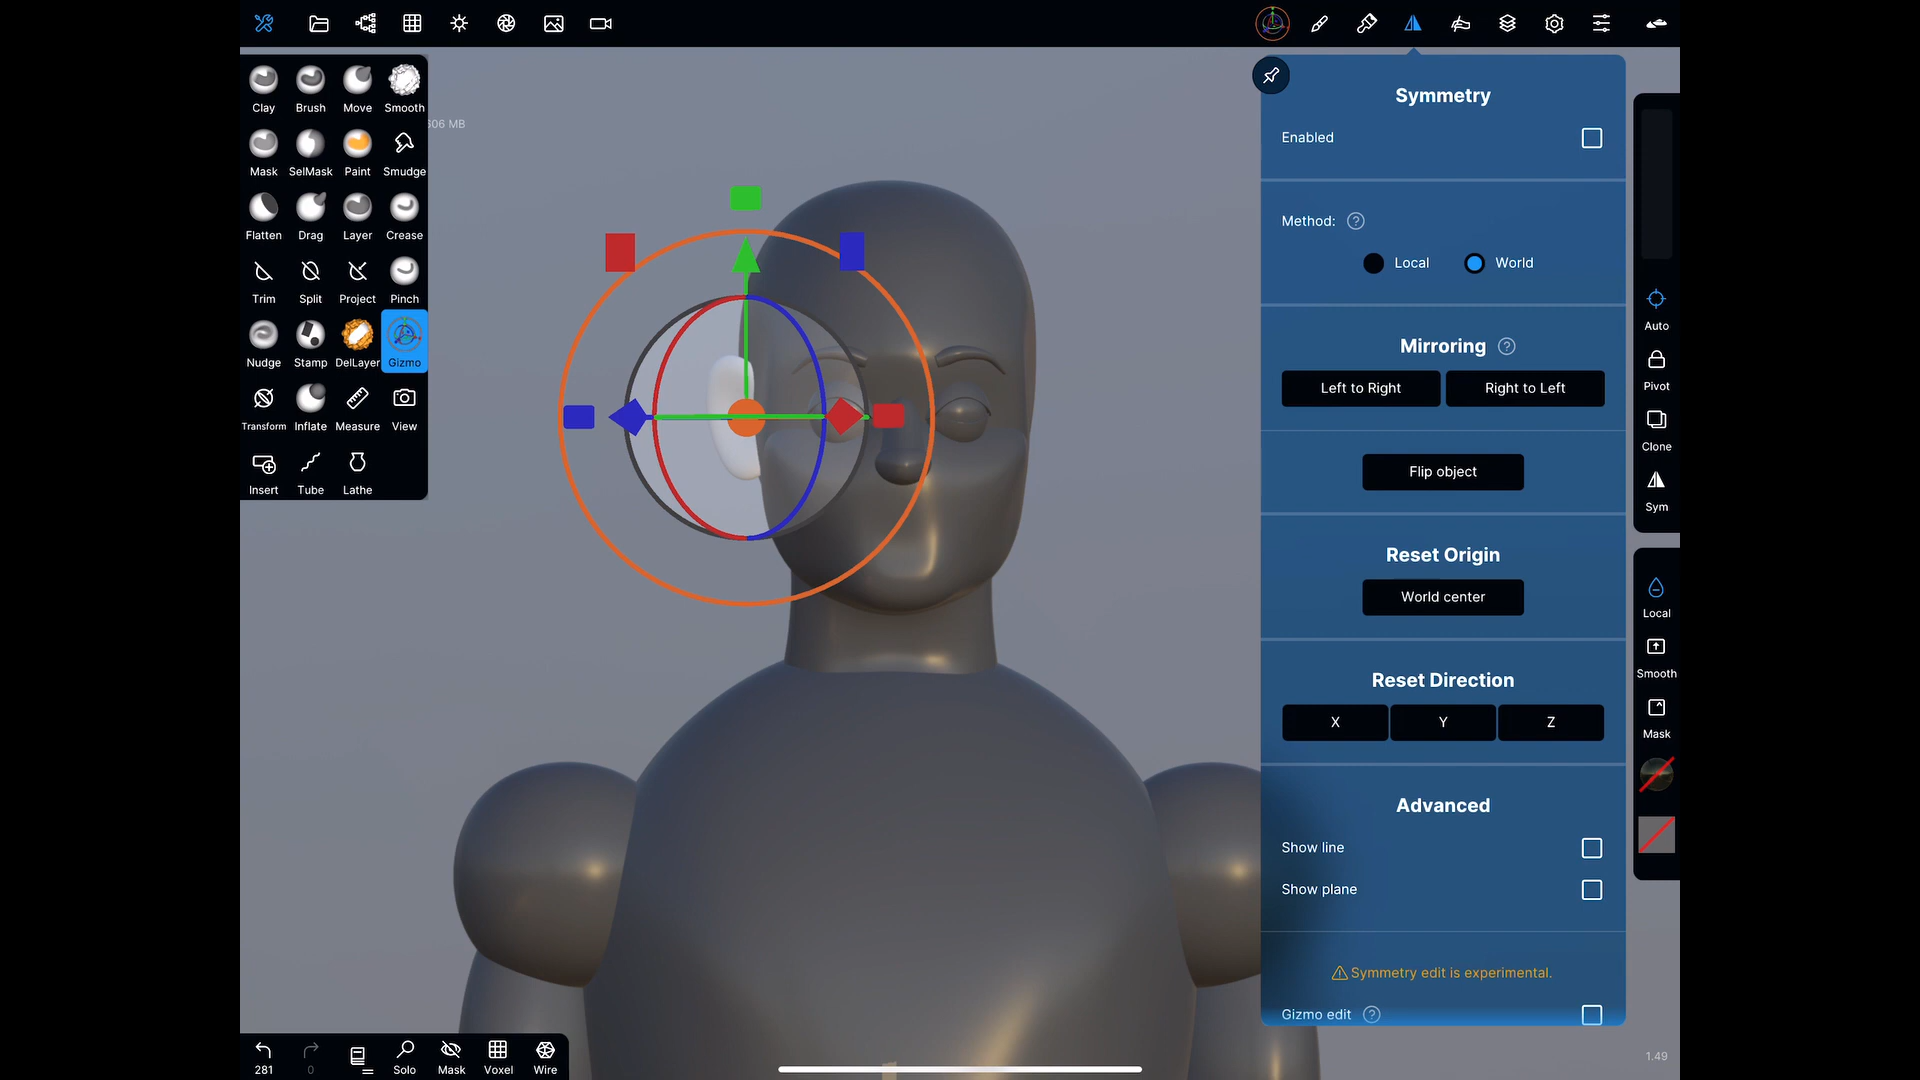 Clay Brush Move Smooth
606 MB
Mask SelMask Paint Smudge
Flatten Drag Layer Crease
Trim Split Project Pinch
Nudge Stamp DelLayer Gizmo
Transform Inflate Measure View
Insert Tube Lathe
Symmetry
Enabled
Method: ?
Local World
Mirroring ?
Left to Right Right to Left
Flip object
Reset Origin
World center
Reset Direction
X Y Z
Advanced
Show line
Show plane
Symmetry edit is experimental.
Gizmo edit ?
Auto
Pivot
Clone
Sym
Local
Smooth
Mask
1.49
281 0 Solo Mask Voxel Wire